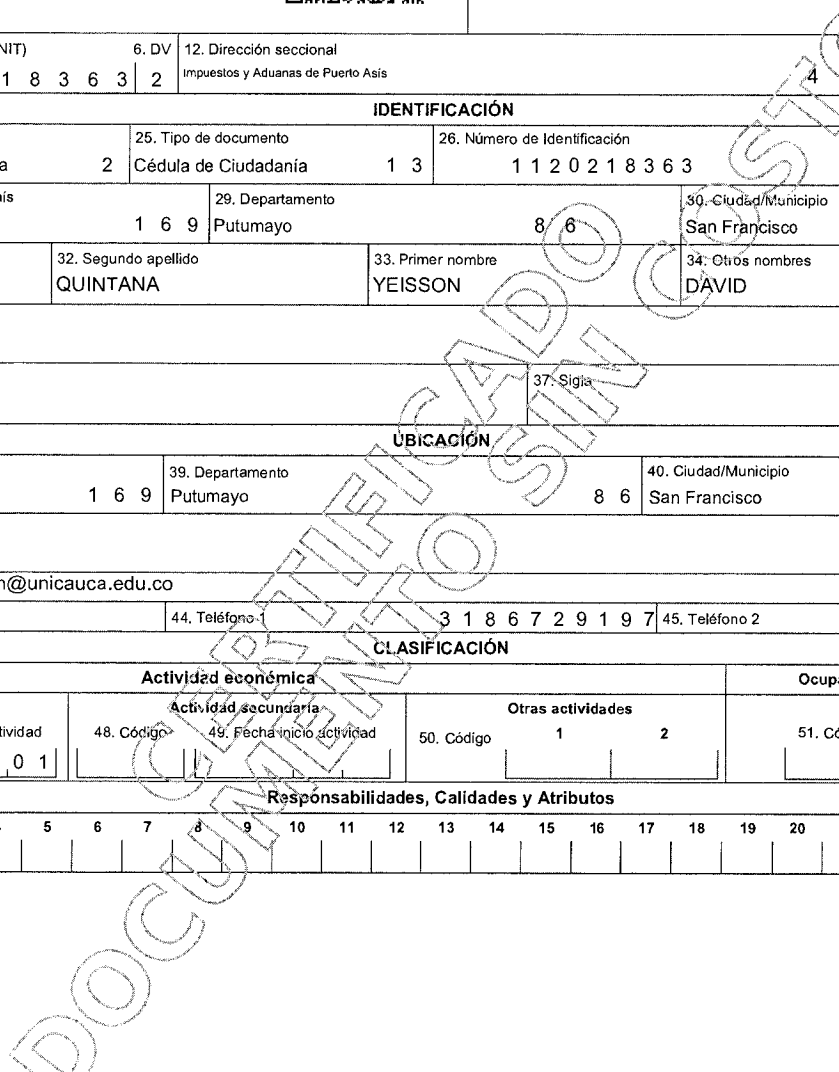 NIT) 6. DV 12. Dirección seccional
1 8 3 6 3 2 Impuestos y Aduanas de Puerto Asís 4
IDENTIFICACIÓN
25. Tipo de documento 26. Número de Identificación
a 2 Cédula de Ciudadanía 1 3 1 1 2 0 2 1 8 3 6 3
ís 29. Departamento 30. Ciudad/Municipio
1 6 9 Putumayo 8 6 San Francisco
32. Segundo apellido 33. Primer nombre 34. Otros nombres
QUINTANA YEISSON DAVID
37. Sigla
UBICACIÓN
39. Departamento 40. Ciudad/Municipio
1 6 9 Putumayo 8 6 San Francisco
@unicauca.edu.co
44. Teléfono 1 3 1 8 6 7 2 9 1 9 7 45. Teléfono 2
CLASIFICACIÓN
Actividad económica Ocupa
Actividad secundaria Otras actividades
tividad 48. Código 49. Fecha inicio actividad 50. Código 1 2 51. Có
0 1
Responsabilidades, Calidades y Atributos
5 6 7 8 9 10 11 12 13 14 15 16 17 18 19 20
CERTIFICADO
DOCUMENTO SIN COSTO